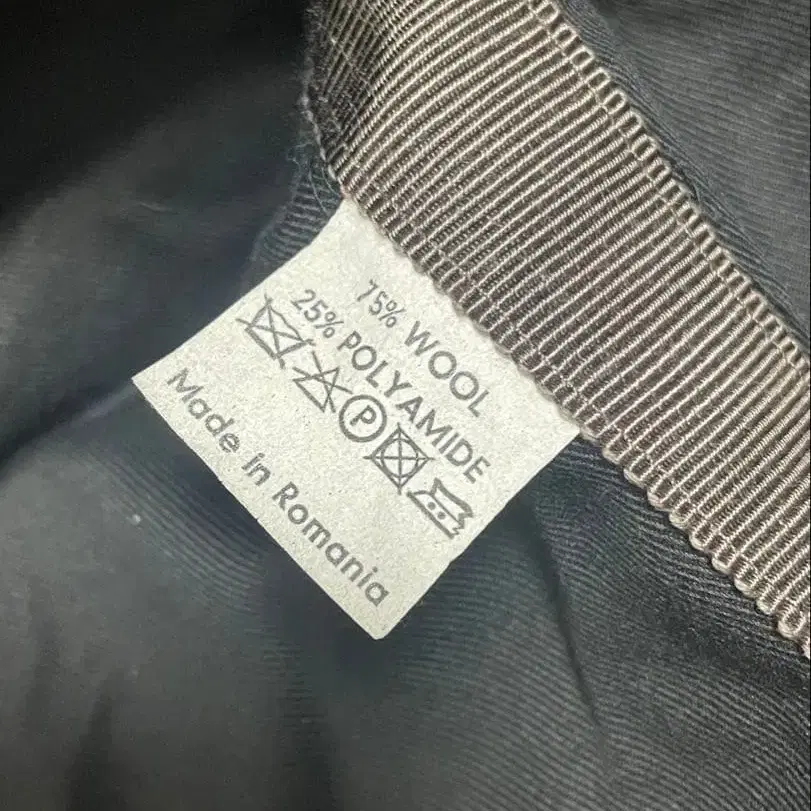 75% WOOL
25% POLYAMIDE
P
Made in Romania